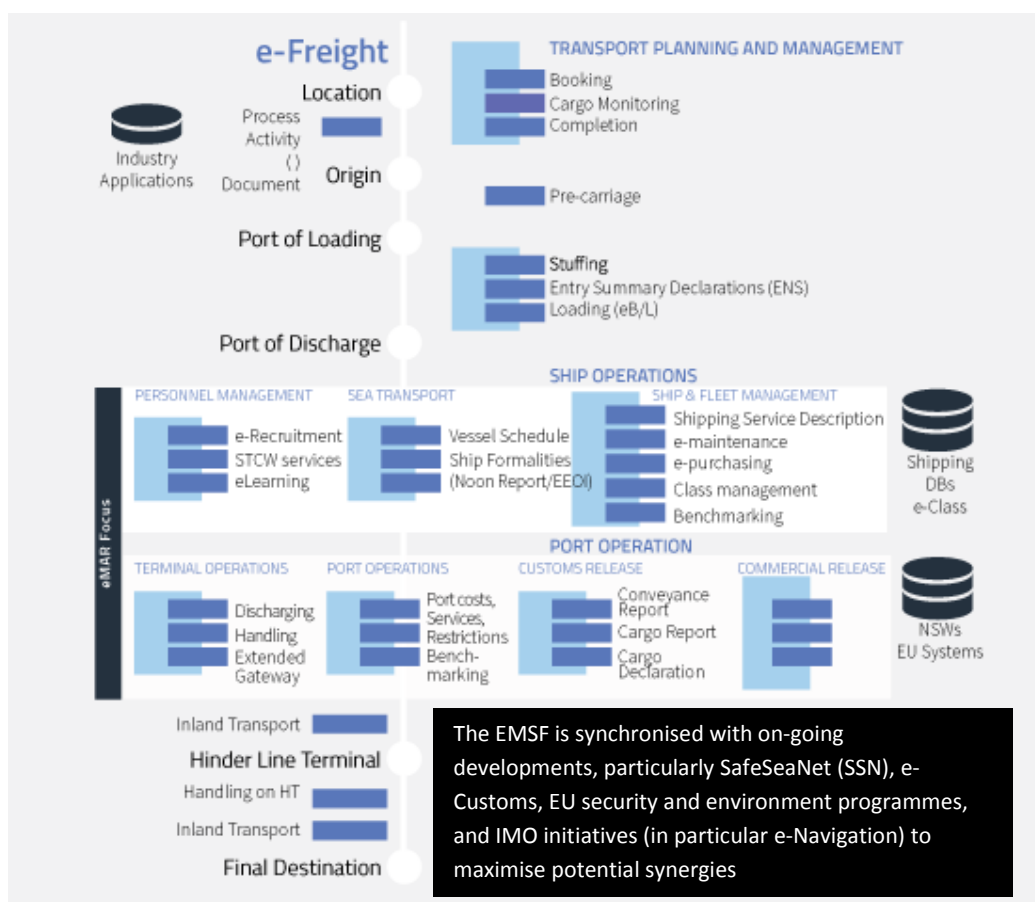 e-Freight
TRANSPORT PLANNING AND MANAGEMENT
Location
Booking
Cargo Monitoring
Completion
Process
Activity
()
Document
Industry
Applications
Origin
Pre-carriage
Port of Loading
Stuffing
Entry Summary Declarations (ENS)
Loading (eB/L)
Port of Discharge
SHIP OPERATIONS
eMAR Focus
PERSONNEL MANAGEMENT
e-Recruitment
STCW services
eLearning
SEA TRANSPORT
Vessel Schedule
Ship Formalities
(Noon Report/EEOI)
SHIP & FLEET MANAGEMENT
Shipping Service Description
e-maintenance
e-purchasing
Class management
Benchmarking
Shipping
DBs
e-Class
PORT OPERATION
TERMINAL OPERATIONS
Discharging
Handling
Extended
Gateway
PORT OPERATIONS
Port costs,
Services,
Restrictions
Bench-
marking
CUSTOMS RELEASE
Conveyance
Report
Cargo Report
Cargo
Declaration
COMMERCIAL RELEASE
NSWs
EU Systems
Inland Transport
Hinder Line Terminal
Handling on HT
Inland Transport
Final Destination
The EMSF is synchronised with on-going
developments, particularly SafeSeaNet (SSN), e-
Customs, EU security and environment programmes,
and IMO initiatives (in particular e-Navigation) to
maximise potential synergies